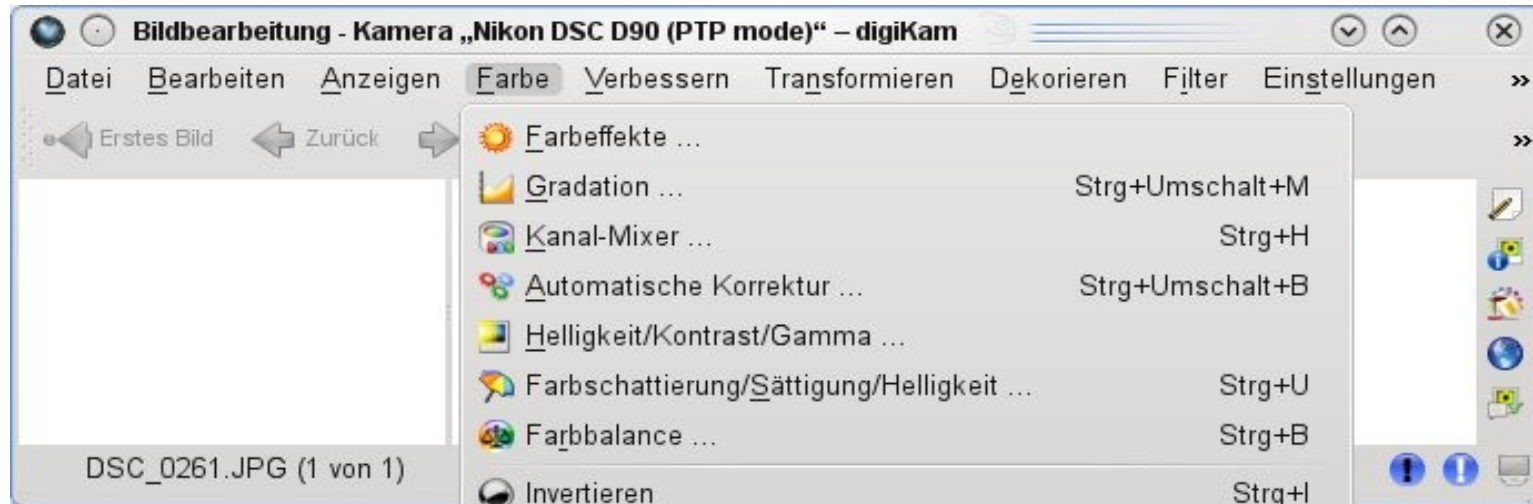 Bildbearbeitung - Kamera „Nikon DSC D90 (PTP mode)“ – digiKam
Datei Bearbeiten Anzeigen Farbe Verbessern Transformieren Dekorieren Filter Einstellungen »
Erstes Bild Zurück »
Farbeffekte ...
Gradation ... Strg+Umschalt+M
Kanal-Mixer ... Strg+H
Automatische Korrektur ... Strg+Umschalt+B
Helligkeit/Kontrast/Gamma ...
Farbschattierung/Sättigung/Helligkeit ... Strg+U
Farbbalance ... Strg+B
DSC_0261.JPG (1 von 1)
Invertieren Strg+I